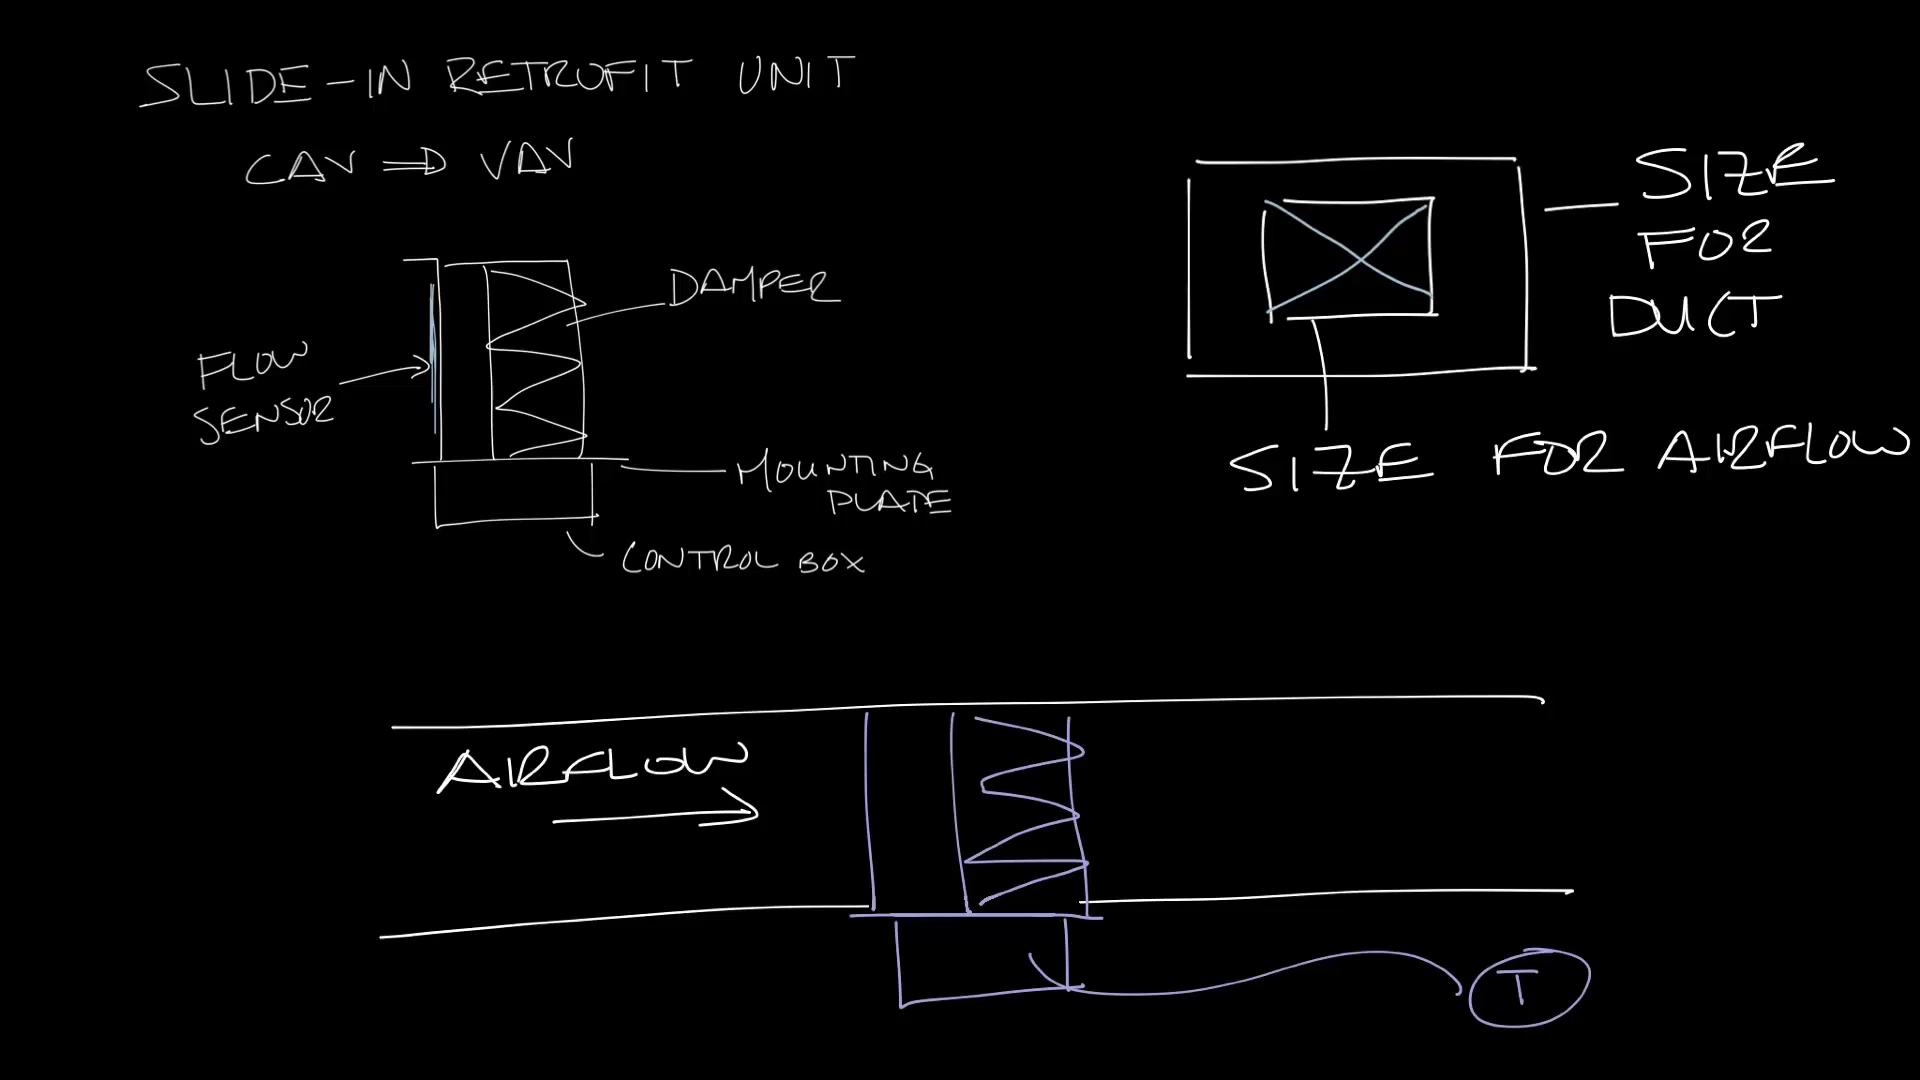 SLIDE-IN RETROFIT UNIT
CAV ⇒ VAV
DAMPER
FLOW
SENSOR
MOUNTING
PLATE
CONTROL BOX
SIZE
FOR
DUCT
SIZE FOR AIRFLOW
AIRFLOW
T